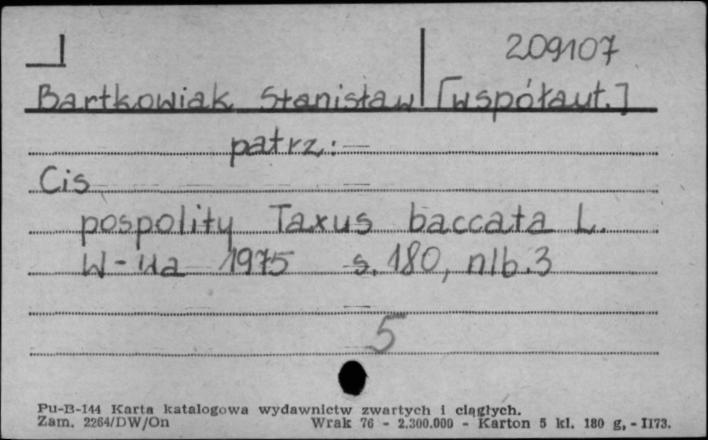 209107
Bartkowiak Stanisław [współaut.]
patrz:
Cis
pospolity Taxus baccata L.
W-wa 1975 s. 180, nlb. 3
5
Pu-B-144 Karta katalogowa wydawnictw zwartych i ciągłych.
Zam. 2264/DW/On Wrak 76 - 2.300.000 - Karton 5 kl. 180 g, - I173.